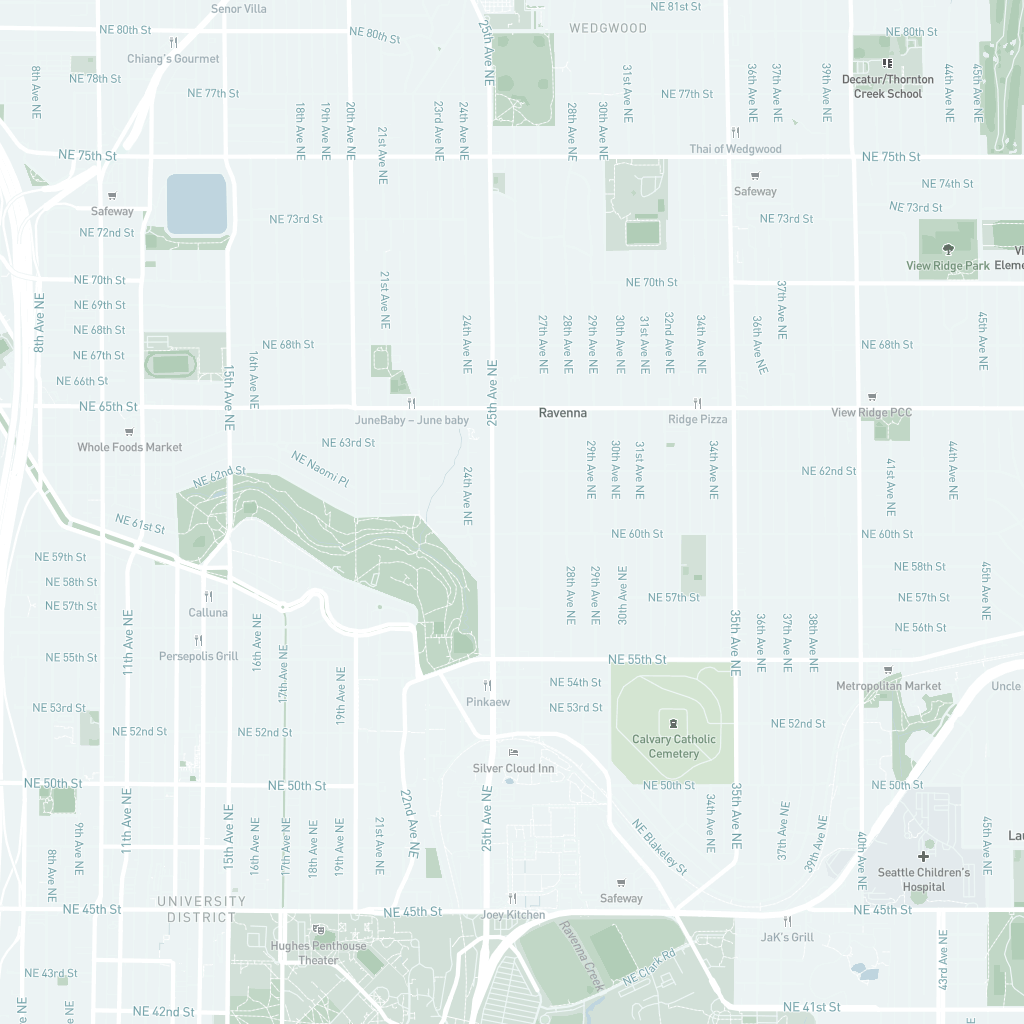 Senor Villa
NE 81st St
NE 80th St
NE 80th St
WEDGWOOD
NE 80th St
25th Ave NE
Chiang's Gourmet
NE 78th St
8th Ave NE
NE 77th St
31st Ave NE
NE 77th St
36th Ave NE
37th Ave NE
39th Ave NE
Decatur/Thornton
Creek School
44th Ave NE
45th Ave NE
18th Ave NE
19th Ave NE
20th Ave NE
21st Ave NE
23rd Ave NE
24th Ave NE
28th Ave NE
30th Ave NE
Thai of Wedgwood
NE 75th St
NE 75th St
Safeway
NE 74th St
NE 73rd St
Safeway
NE 73rd St
NE 73rd St
NE 72nd St
View Ridge Park
Vi
Eleme
NE 70th St
NE 70th St
8th Ave NE
21st Ave NE
NE 69th St
NE 68th St
37th Ave NE
NE 68th St
24th Ave NE
27th Ave NE
28th Ave NE
29th Ave NE
30th Ave NE
31st Ave NE
32nd Ave NE
34th Ave NE
36th Ave NE
NE 68th St
45th Ave NE
NE 67th St
NE 66th St
15th Ave NE
16th Ave NE
25th Ave NE
NE 65th St
JuneBaby – June baby
Ravenna
Ridge Pizza
View Ridge PCC
Whole Foods Market
NE 63rd St
NE 62nd St
NE Naomi Pl
24th Ave NE
29th Ave NE
30th Ave NE
31st Ave NE
34th Ave NE
NE 62nd St
41st Ave NE
44th Ave NE
NE 61st St
NE 60th St
NE 60th St
NE 59th St
NE 58th St
NE 58th St
NE 57th St
Calluna
28th Ave NE
29th Ave NE
30th Ave NE
NE 57th St
NE 57th St
45th Ave NE
11th Ave NE
16th Ave NE
35th Ave NE
36th Ave NE
37th Ave NE
38th Ave NE
NE 56th St
NE 55th St
Persepolis Grill
17th Ave NE
19th Ave NE
NE 55th St
NE 54th St
Metropolitan Market
Uncle
Pinkaew
NE 53rd St
NE 53rd St
NE 52nd St
NE 52nd St
Calvary Catholic
Cemetery
NE 52nd St
Silver Cloud Inn
NE 50th St
NE 50th St
NE 50th St
NE 50th St
9th Ave NE
8th Ave NE
11th Ave NE
15th Ave NE
16th Ave NE
17th Ave NE
18th Ave NE
19th Ave NE
21st Ave NE
22nd Ave NE
25th Ave NE
NE Blakeley St
34th Ave NE
35th Ave NE
37th Ave NE
39th Ave NE
40th Ave NE
45th Ave NE
Lau
Seattle Children's
Hospital
Safeway
UNIVERSITY
DISTRICT
NE 45th St
NE 45th St
Joey Kitchen
NE 45th St
Hughes Penthouse
Theater
JaK's Grill
Ravenna Creek
NE Clark Rd
43rd Ave NE
NE 43rd St
7th Ave NE
11th Ave NE
NE 42nd St
NE 41st St